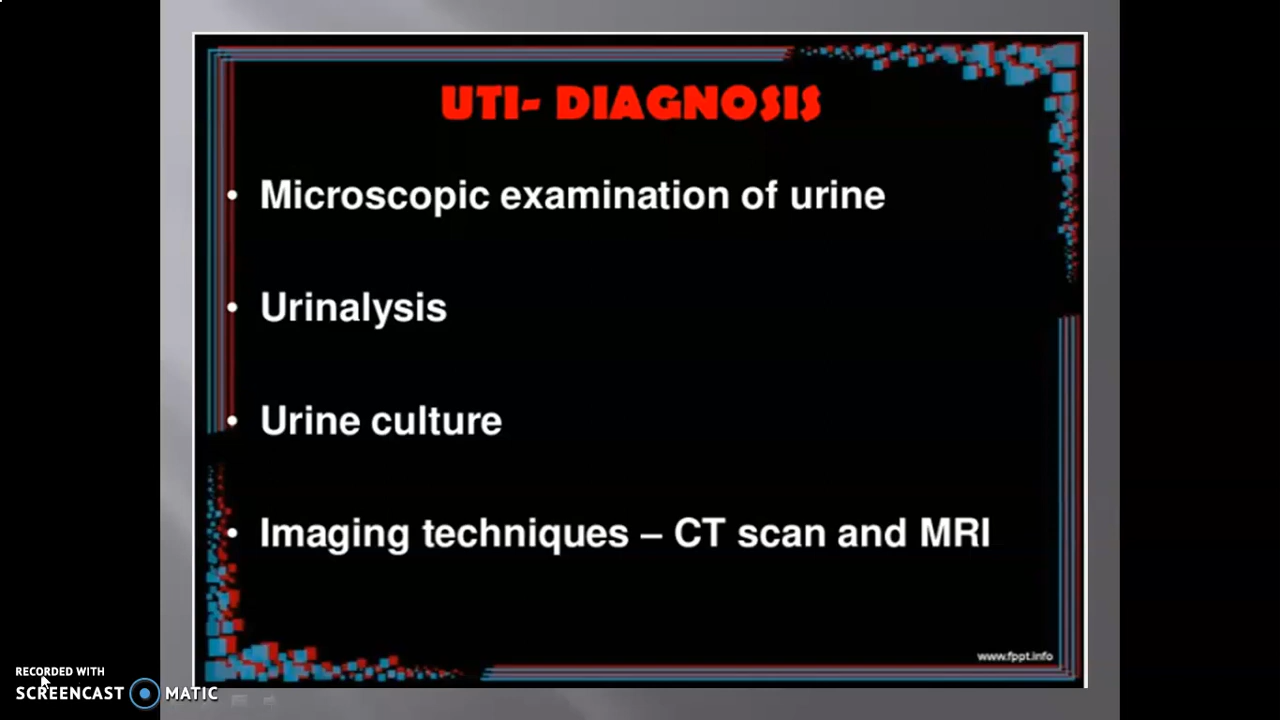 UTI- DIAGNOSIS
• Microscopic examination of urine
• Urinalysis
• Urine culture
• Imaging techniques – CT scan and MRI
www.fppt.info
RECORDED WITH
SCREENCAST MATIC